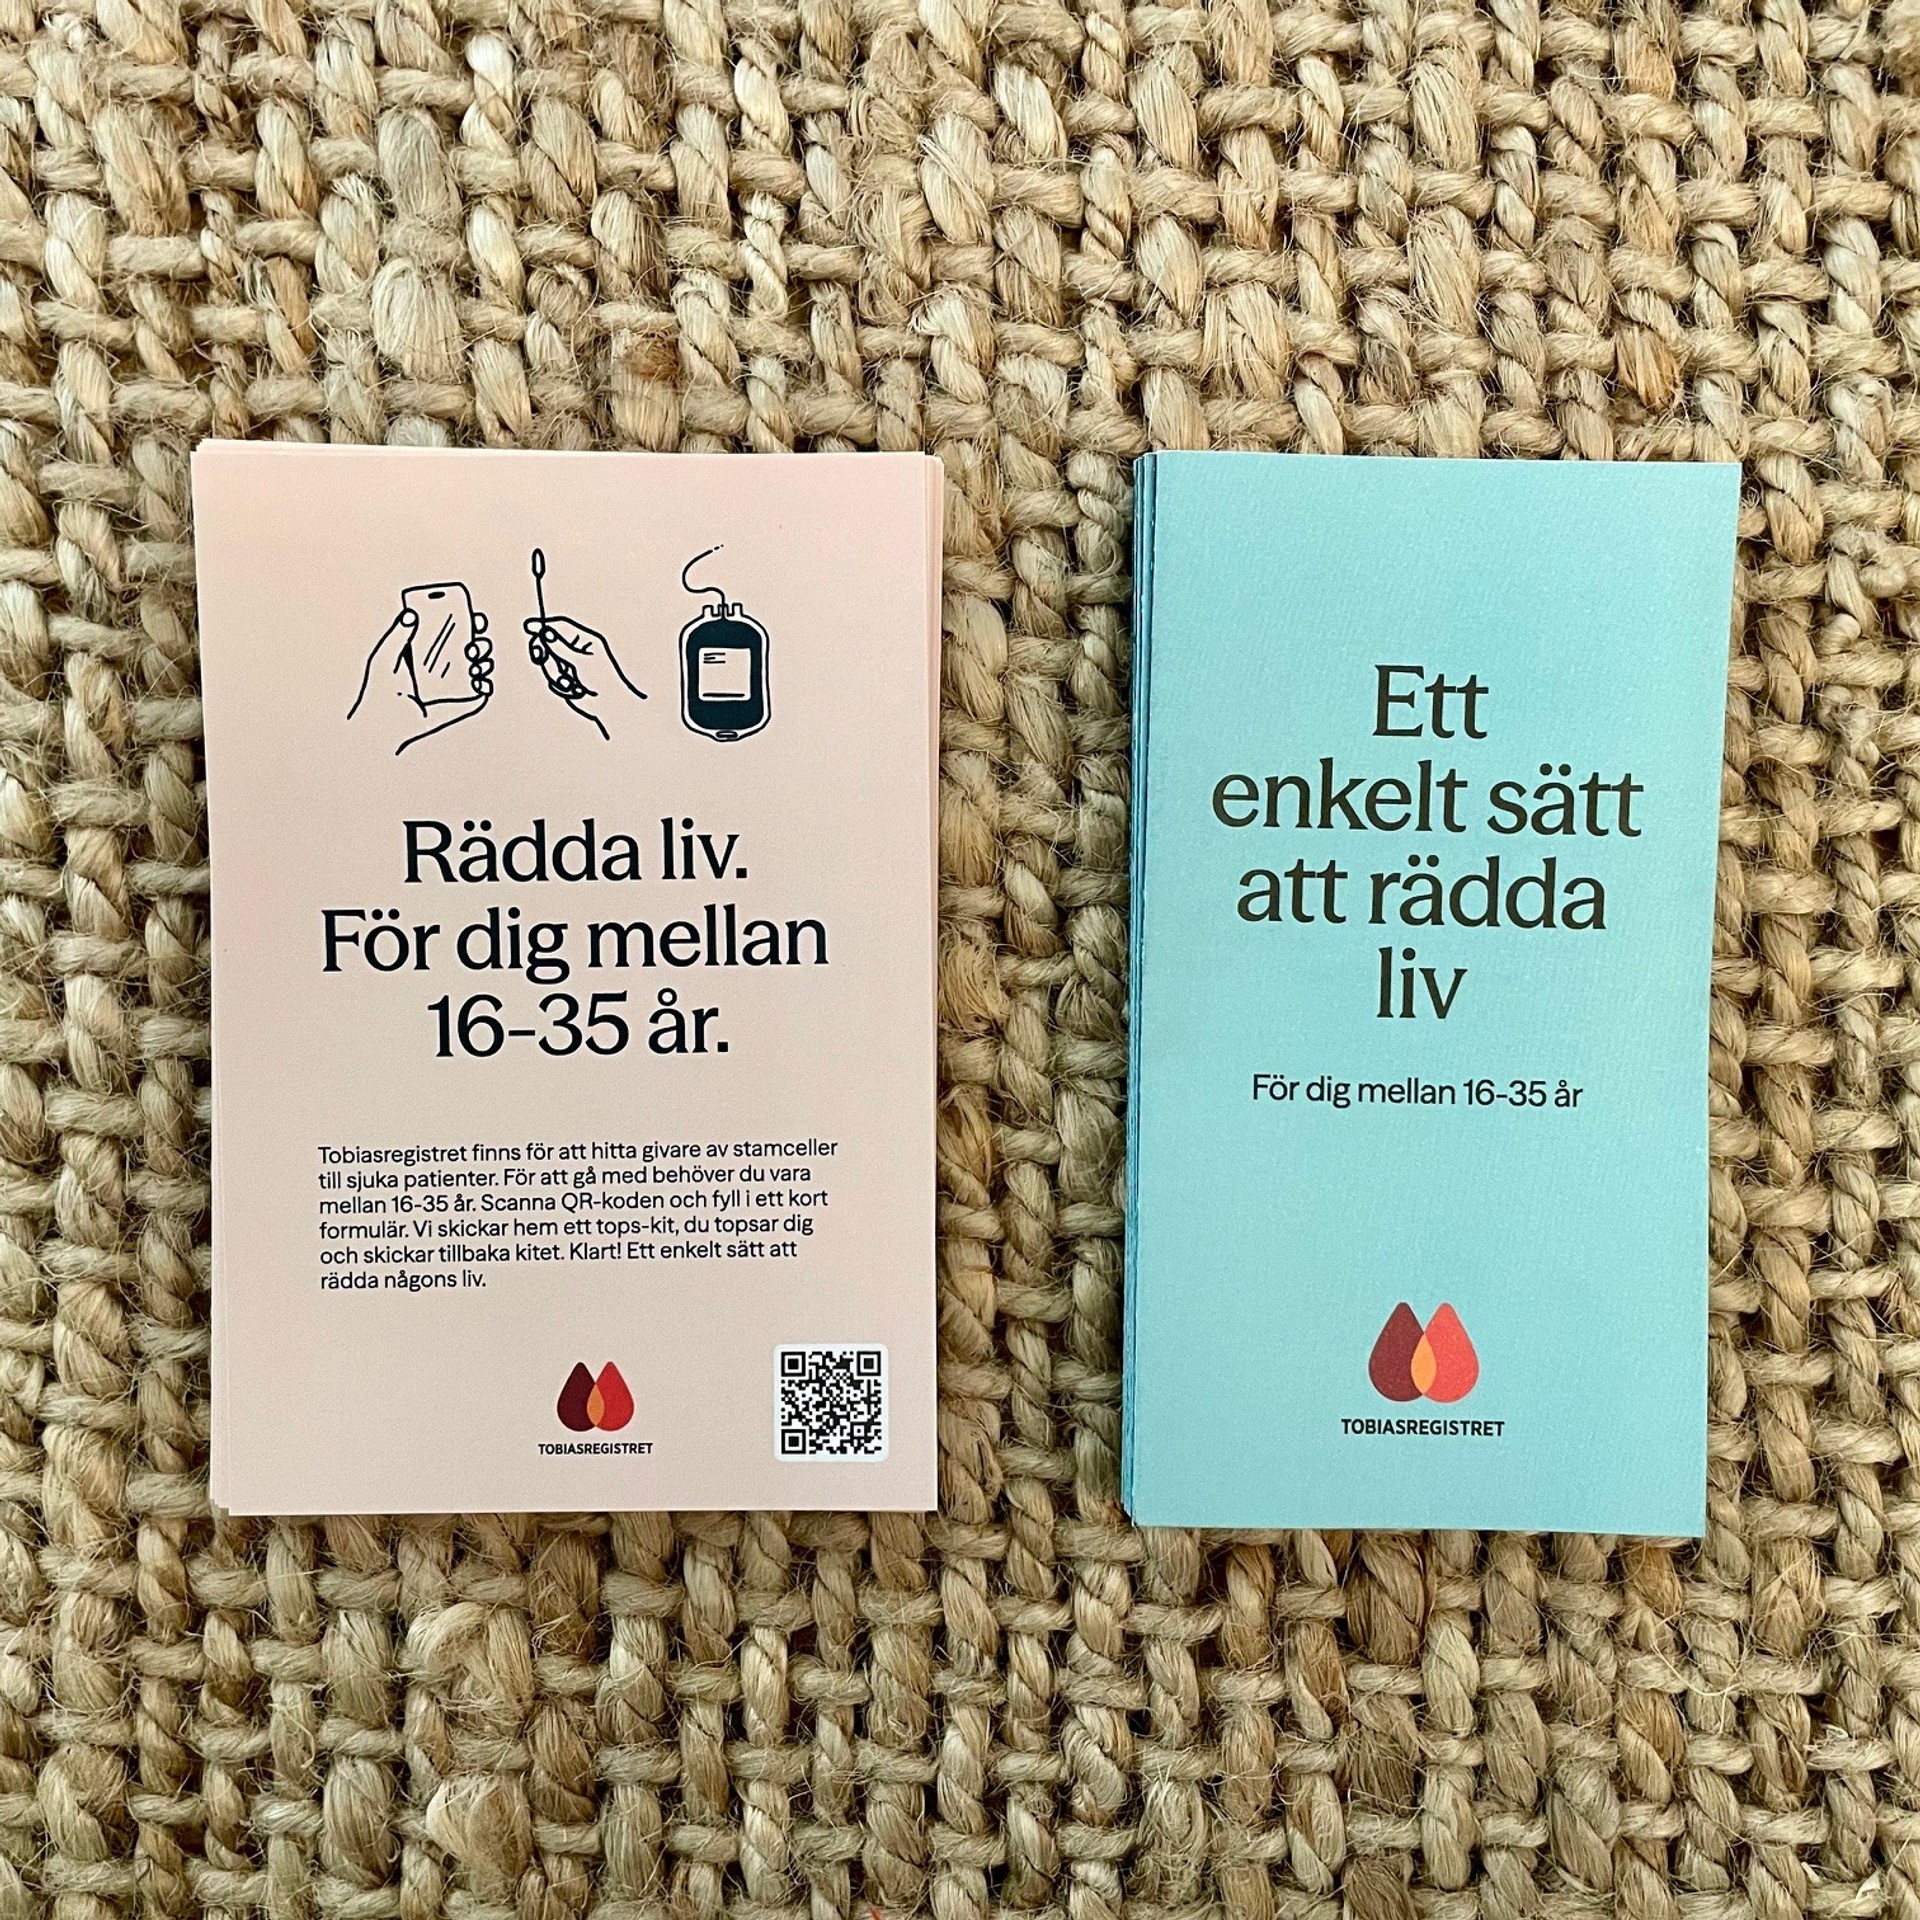 Rädda liv.
För dig mellan
16-35 år.
Tobiasregistret finns för att hitta givare av stamceller
till sjuka patienter. För att gå med behöver du vara
mellan 16-35 år. Scanna QR-koden och fyll i ett kort
formulär. Vi skickar hem ett tops-kit, du topsar dig
och skickar tillbaka kitet. Klart! Ett enkelt sätt att
rädda någons liv.
TOBIASREGISTRET
Ett
enkelt sätt
att rädda
liv
För dig mellan 16-35 år
TOBIASREGISTRET